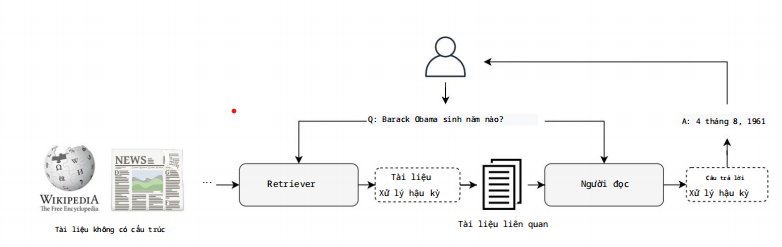 Q: Barack Obama sinh năm nào?
A: 4 tháng 8, 1961
NEWS
WIKIPEDIA
The Free Encyclopedia
...
Retriever
Tài liệu
Xử lý hậu kỳ
Người đọc
Câu trả lời
Xử lý hậu kỳ
Tài liệu liên quan
Tài liệu không có cấu trúc